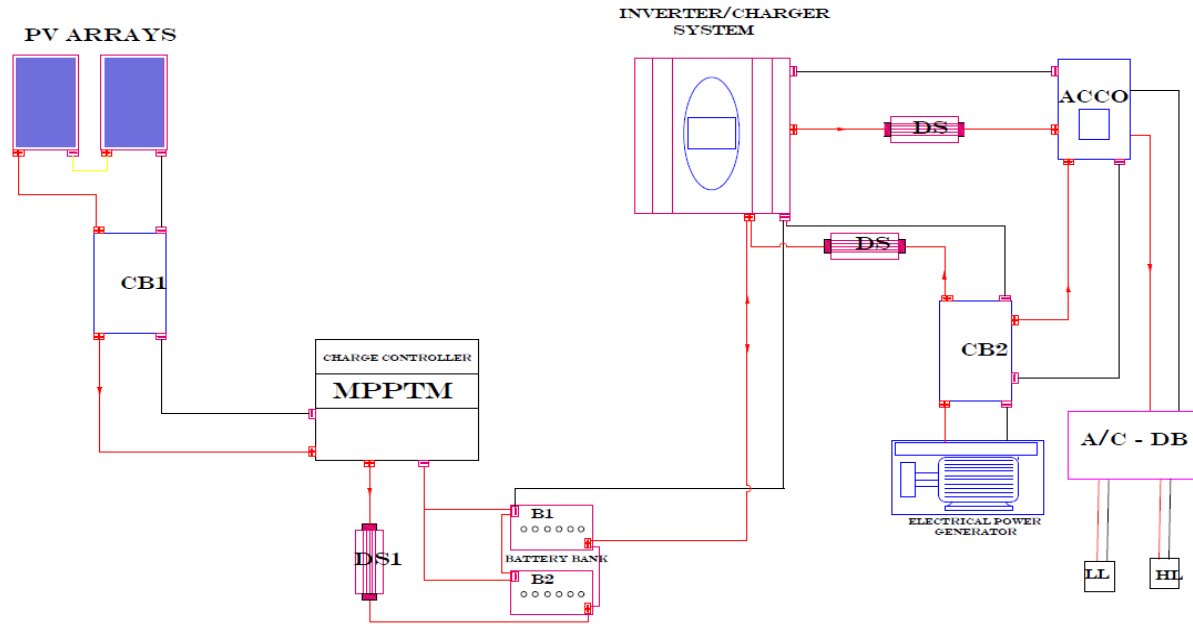 INVERTER/CHARGER
SYSTEM
PV ARRAYS
ACCO
DS
DS
CB1
CB2
CHARGE CONTROLLER
MPPTM
A/C - DB
B1
ELECTRICAL POWER
GENERATOR
DS1
BATTERY BANK
B2
LL
HL